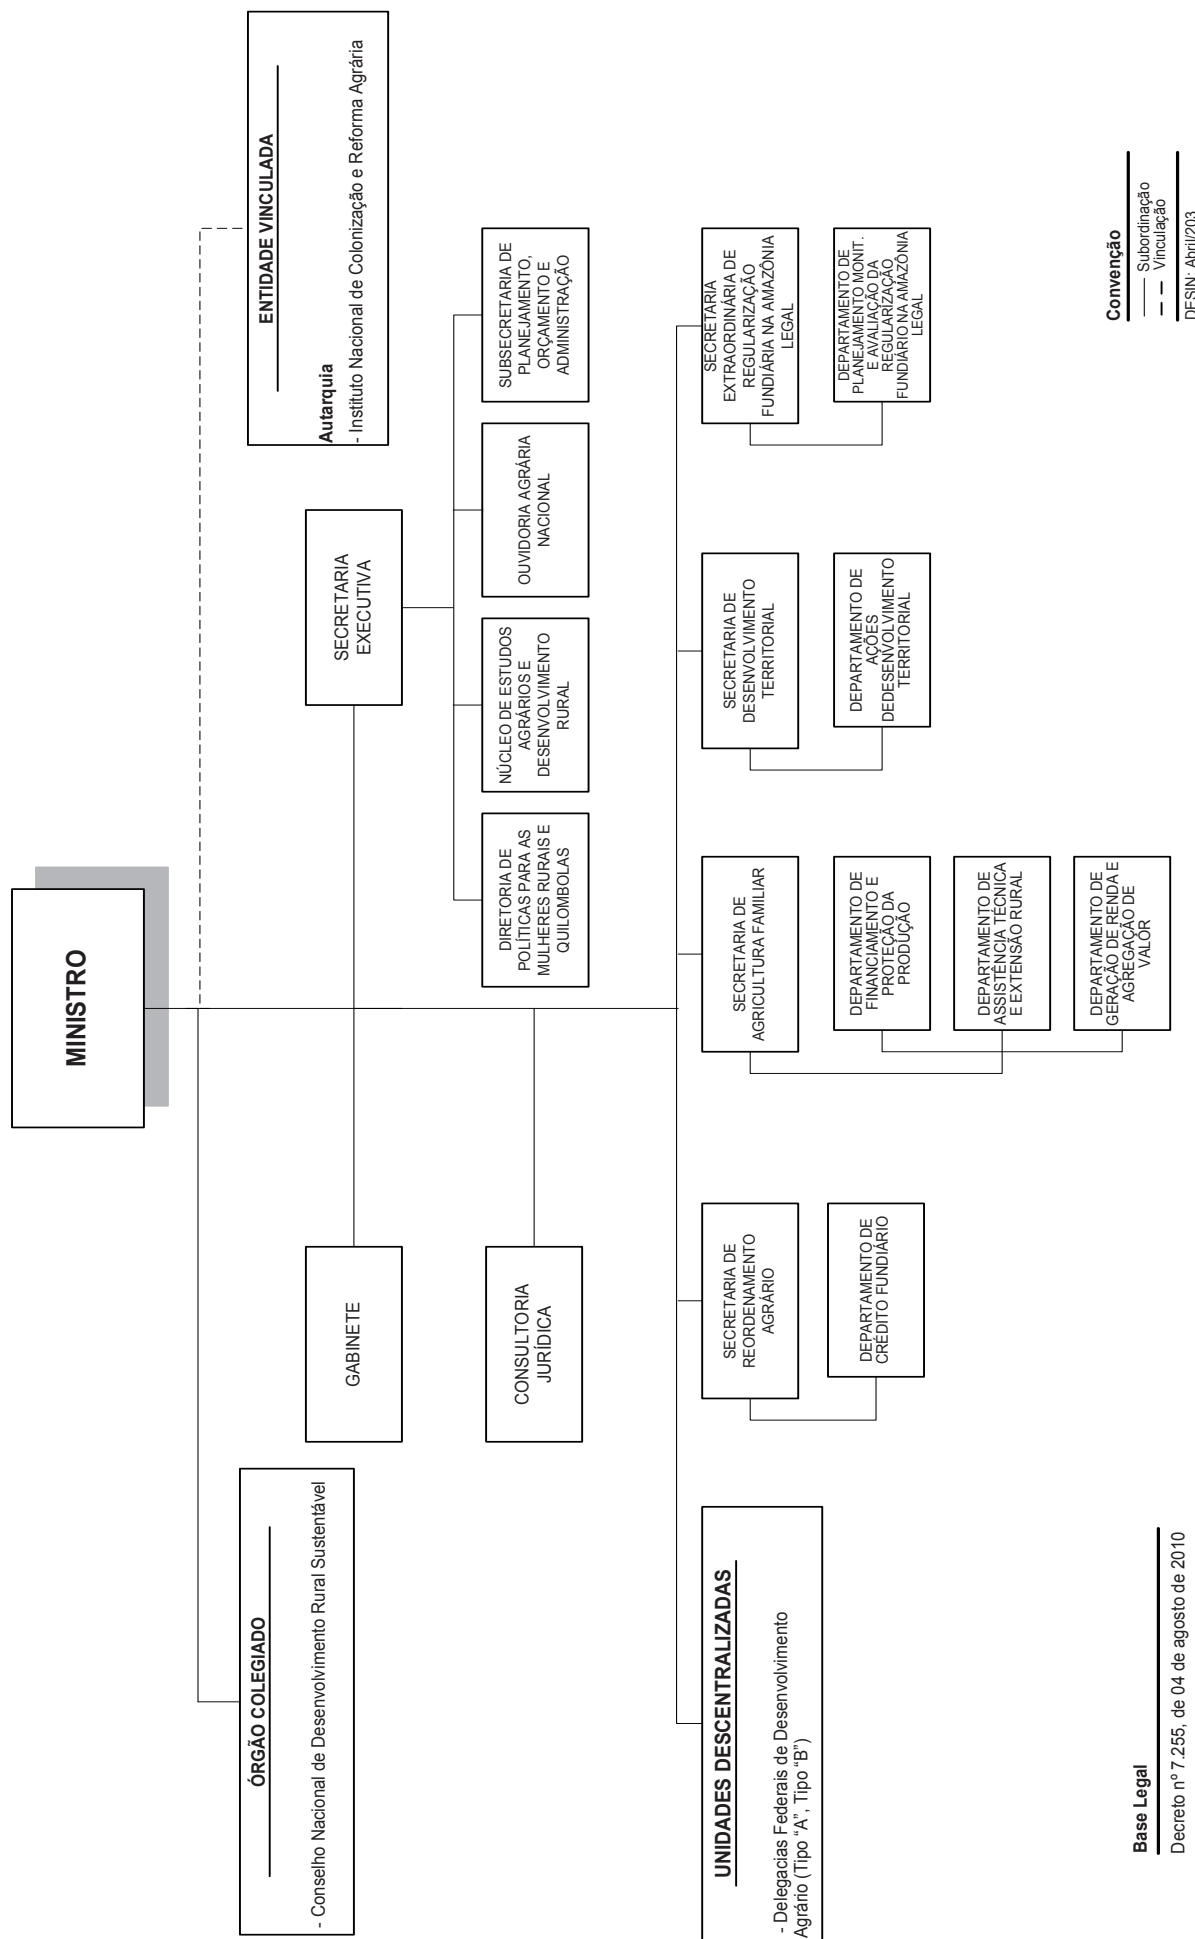 MINISTRO
ÓRGÃO COLEGIADO
- Conselho Nacional de Desenvolvimento Rural Sustentável
ENTIDADE VINCULADA
Autarquia
- Instituto Nacional de Colonização e Reforma Agrária
GABINETE
SECRETARIA
EXECUTIVA
CONSULTORIA
JURÍDICA
DIRETORIA DE
POLÍTICAS PARA AS
MULHERES RURAIS E
QUILOMBOLAS
NÚCLEO DE ESTUDOS
AGRÁRIOS E
DESENVOLVIMENTO
RURAL
OUVIDORIA AGRÁRIA
NACIONAL
SUBSECRETARIA DE
PLANEJAMENTO,
ORÇAMENTO E
ADMINISTRAÇÃO
UNIDADES DESCENTRALIZADAS
- Delegacias Federais de Desenvolvimento
Agrário (Tipo “A”, Tipo “B”)
SECRETARIA DE
REORDENAMENTO
AGRÁRIO
DEPARTAMENTO DE
CRÉDITO FUNDIÁRIO
SECRETARIA DE
AGRICULTURA FAMILIAR
DEPARTAMENTO DE
FINANCIAMENTO E
PROTEÇÃO DA
PRODUÇÃO
DEPARTAMENTO DE
ASSISTÊNCIA TÉCNICA
E EXTENSÃO RURAL
DEPARTAMENTO DE
GERAÇÃO DE RENDA E
AGREGAÇÃO DE
VALOR
SECRETARIA DE
DESENVOLVIMENTO
TERRITORIAL
DEPARTAMENTO DE
AÇÕES
DEDESENVOLVIMENTO
TERRITORIAL
SECRETARIA
EXTRAORDINÁRIA DE
REGULARIZAÇÃO
FUNDIÁRIA NA AMAZÔNIA
LEGAL
DEPARTAMENTO DE
PLANEJAMENTO MONIT.
E AVALIAÇÃO DA
REGULARIZAÇÃO
FUNDIÁRIO NA AMAZÔNIA
LEGAL
Base Legal
Decreto nº 7.255, de 04 de agosto de 2010
Convenção
Subordinação
Vinculação
DESIN: Abril/203